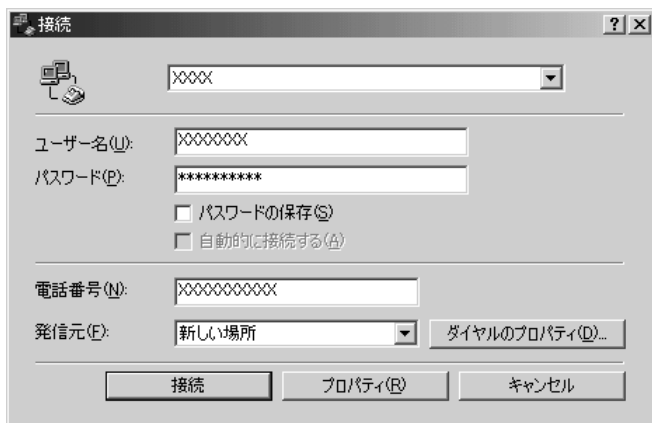 接続
XXXX
ユーザー名(U): XXXXXXX
パスワード(P): **********
パスワードの保存(S)
自動的に接続する(A)
電話番号(N): XXXXXXXXXX
発信元(F): 新しい場所 ダイヤルのプロパティ(D)...
接続 プロパティ(R) キャンセル